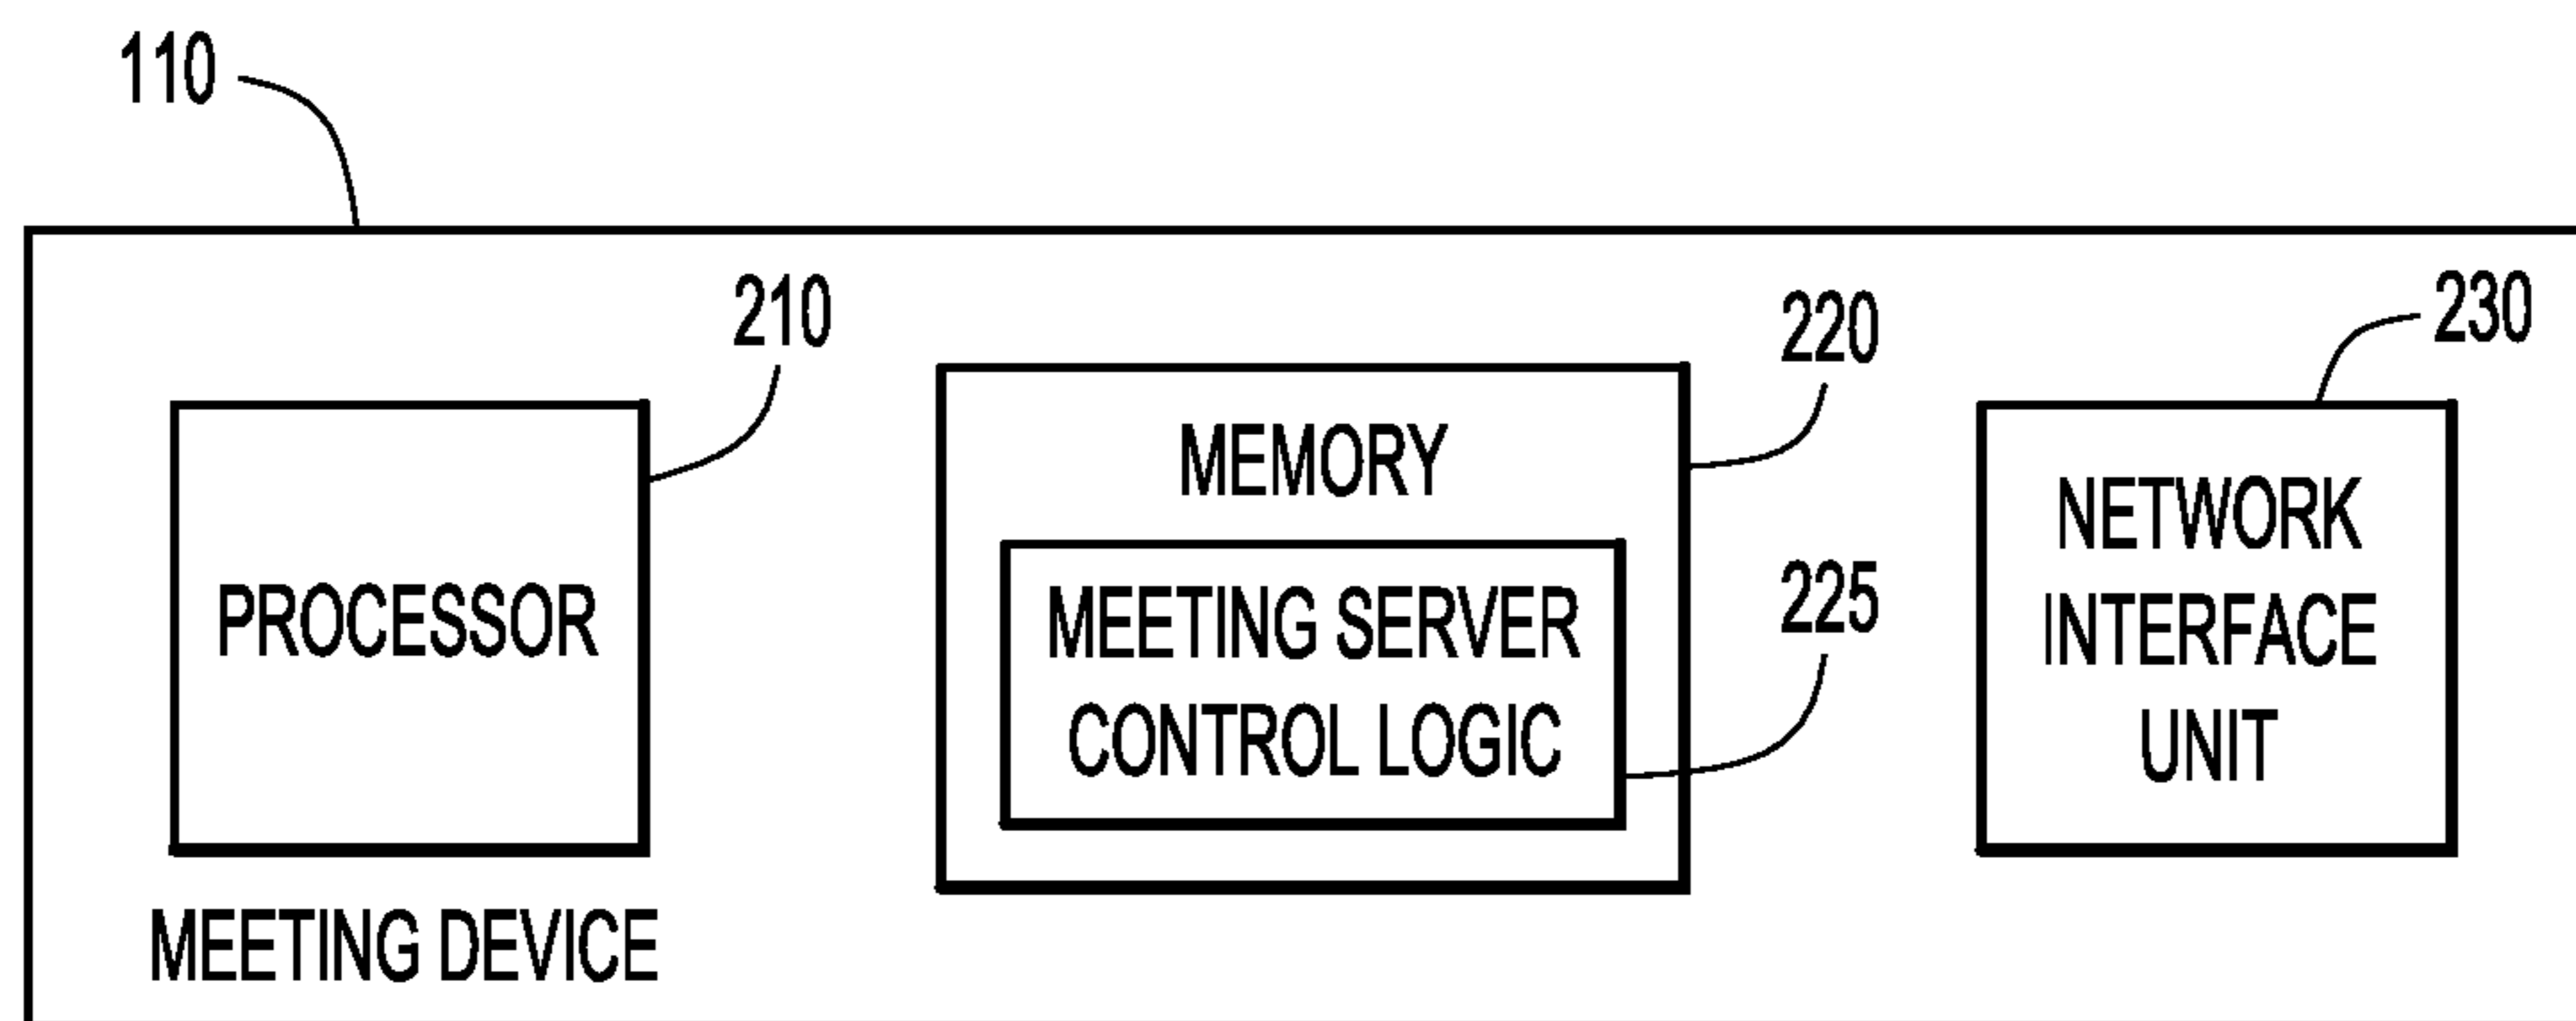 110
210
220
230
MEMORY
NETWORK
INTERFACE
UNIT
PROCESSOR
MEETING SERVER
CONTROL LOGIC
225
MEETING DEVICE